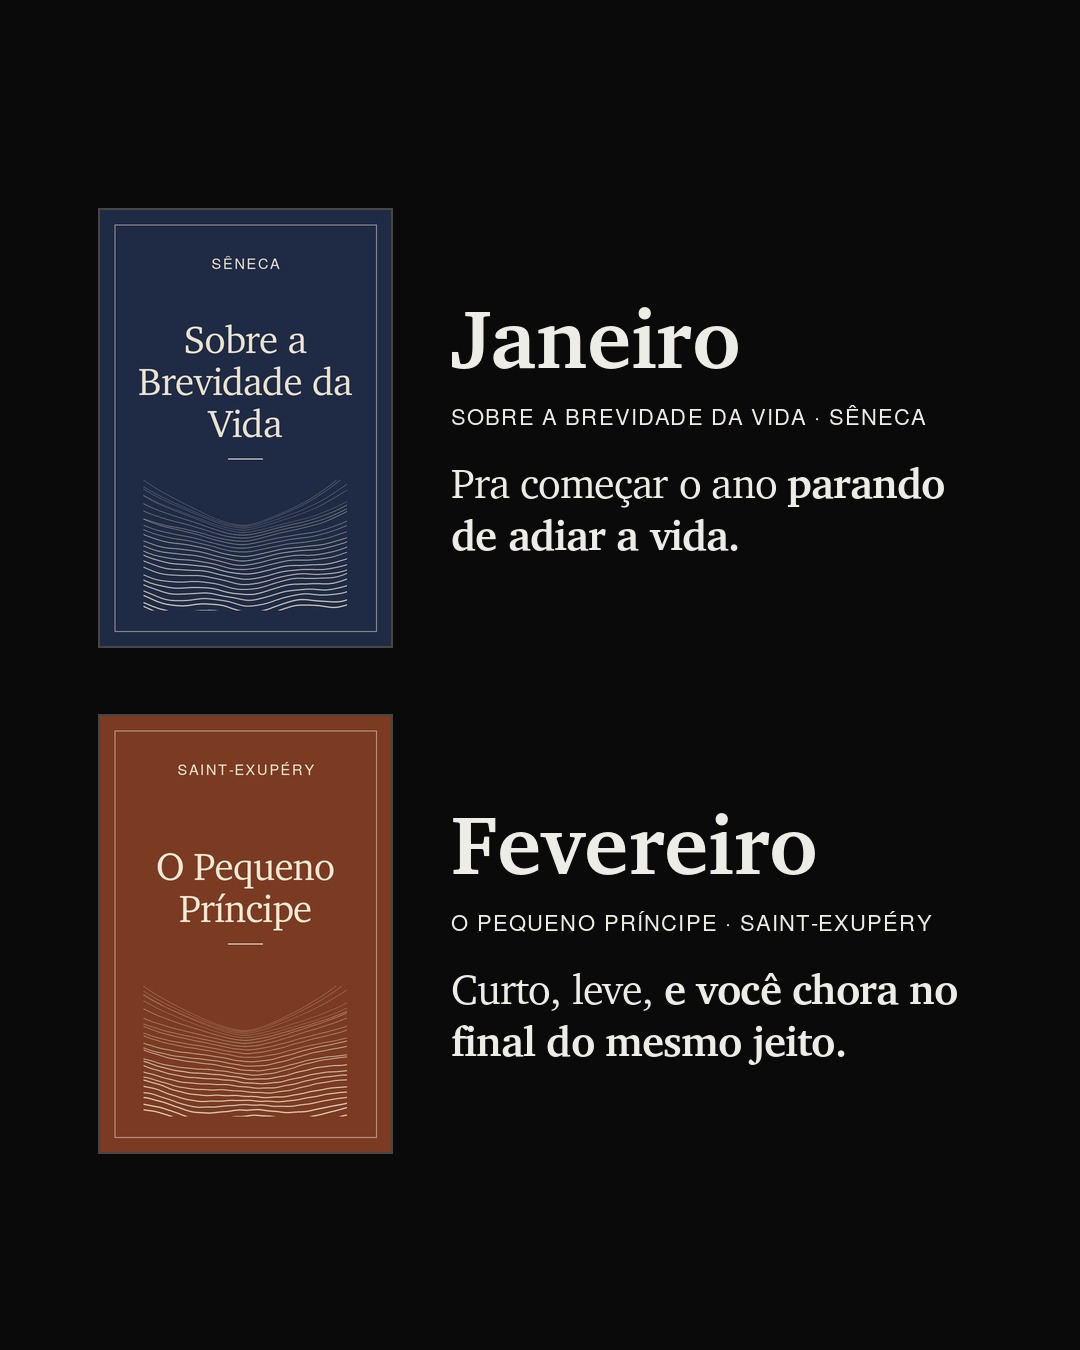 SÊNECA
Sobre a
Brevidade da
Vida
Janeiro
SOBRE A BREVIDADE DA VIDA · SÊNECA
Pra começar o ano parando
de adiar a vida.
SAINT-EXUPÉRY
O Pequeno
Príncipe
Fevereiro
O PEQUENO PRÍNCIPE · SAINT-EXUPÉRY
Curto, leve, e você chora no
final do mesmo jeito.